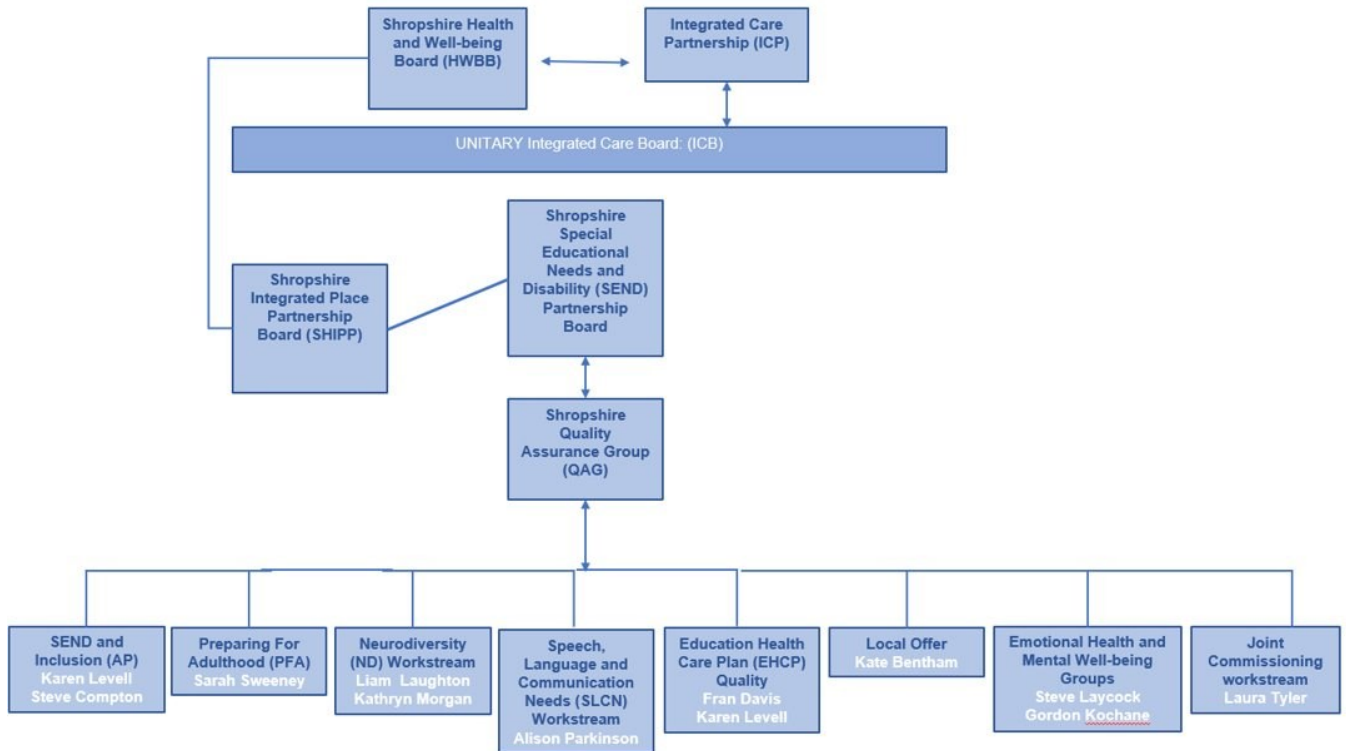 Shropshire Health
and Well-being
Board (HWBB)
Integrated Care
Partnership (ICP)
UNITARY Integrated Care Board: (ICB)
Shropshire
Special
Educational
Needs and
Disability (SEND)
Partnership
Board
Shropshire
Integrated Place
Partnership
Board (SHIPP)
Shropshire
Quality
Assurance Group
(QAG)
SEND and
Inclusion (AP)
Karen Levell
Steve Compton
Preparing For
Adulthood (PFA)
Sarah Sweeney
Neurodiversity
(ND) Workstream
Liam Laughton
Kathryn Morgan
Speech,
Language and
Communication
Needs (SLCN)
Workstream
Alison Parkinson
Education Health
Care Plan (EHCP)
Quality
Fran Davis
Karen Levell
Local Offer
Kate Bentham
Emotional Health and
Mental Well-being
Groups
Steve Laycock
Gordon Kochane
Joint
Commissioning
workstream
Laura Tyler